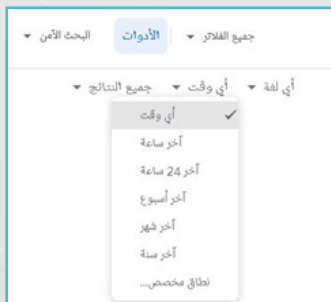 جميع الفلاتر الأدوات البحث الآمن
أي لغة أي وقت جميع النتائج
أي وقت
آخر ساعة
آخر 24 ساعة
آخر أسبوع
آخر شهر
آخر سنة
نطاق مخصص...